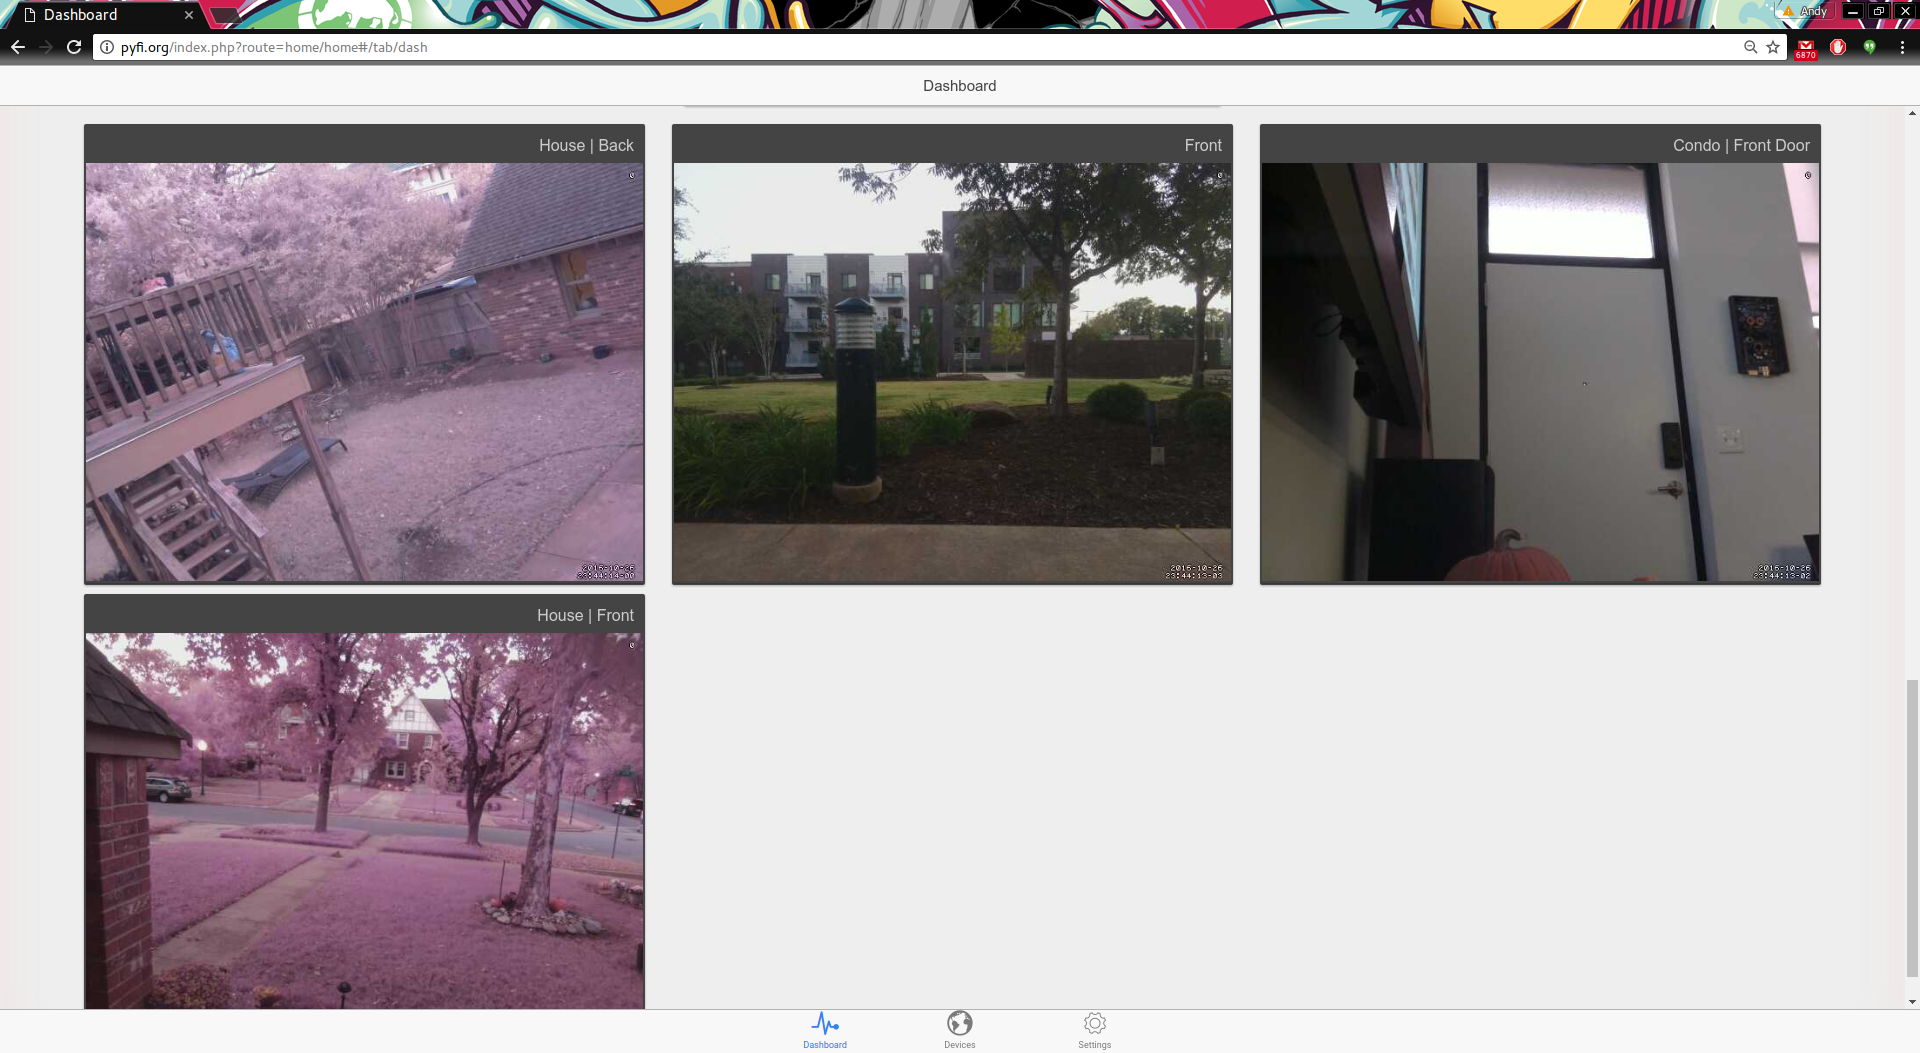 Dashboard
Andy
pyfi.org/index.php?route=home/home#/tab/dash
6870
Dashboard
House | Back
Front
Condo | Front Door
2016-10-26
23:44:14-00
2016-10-26
23:44:13-03
2016-10-26
23:44:13-02
House | Front
Dashboard
Devices
Settings